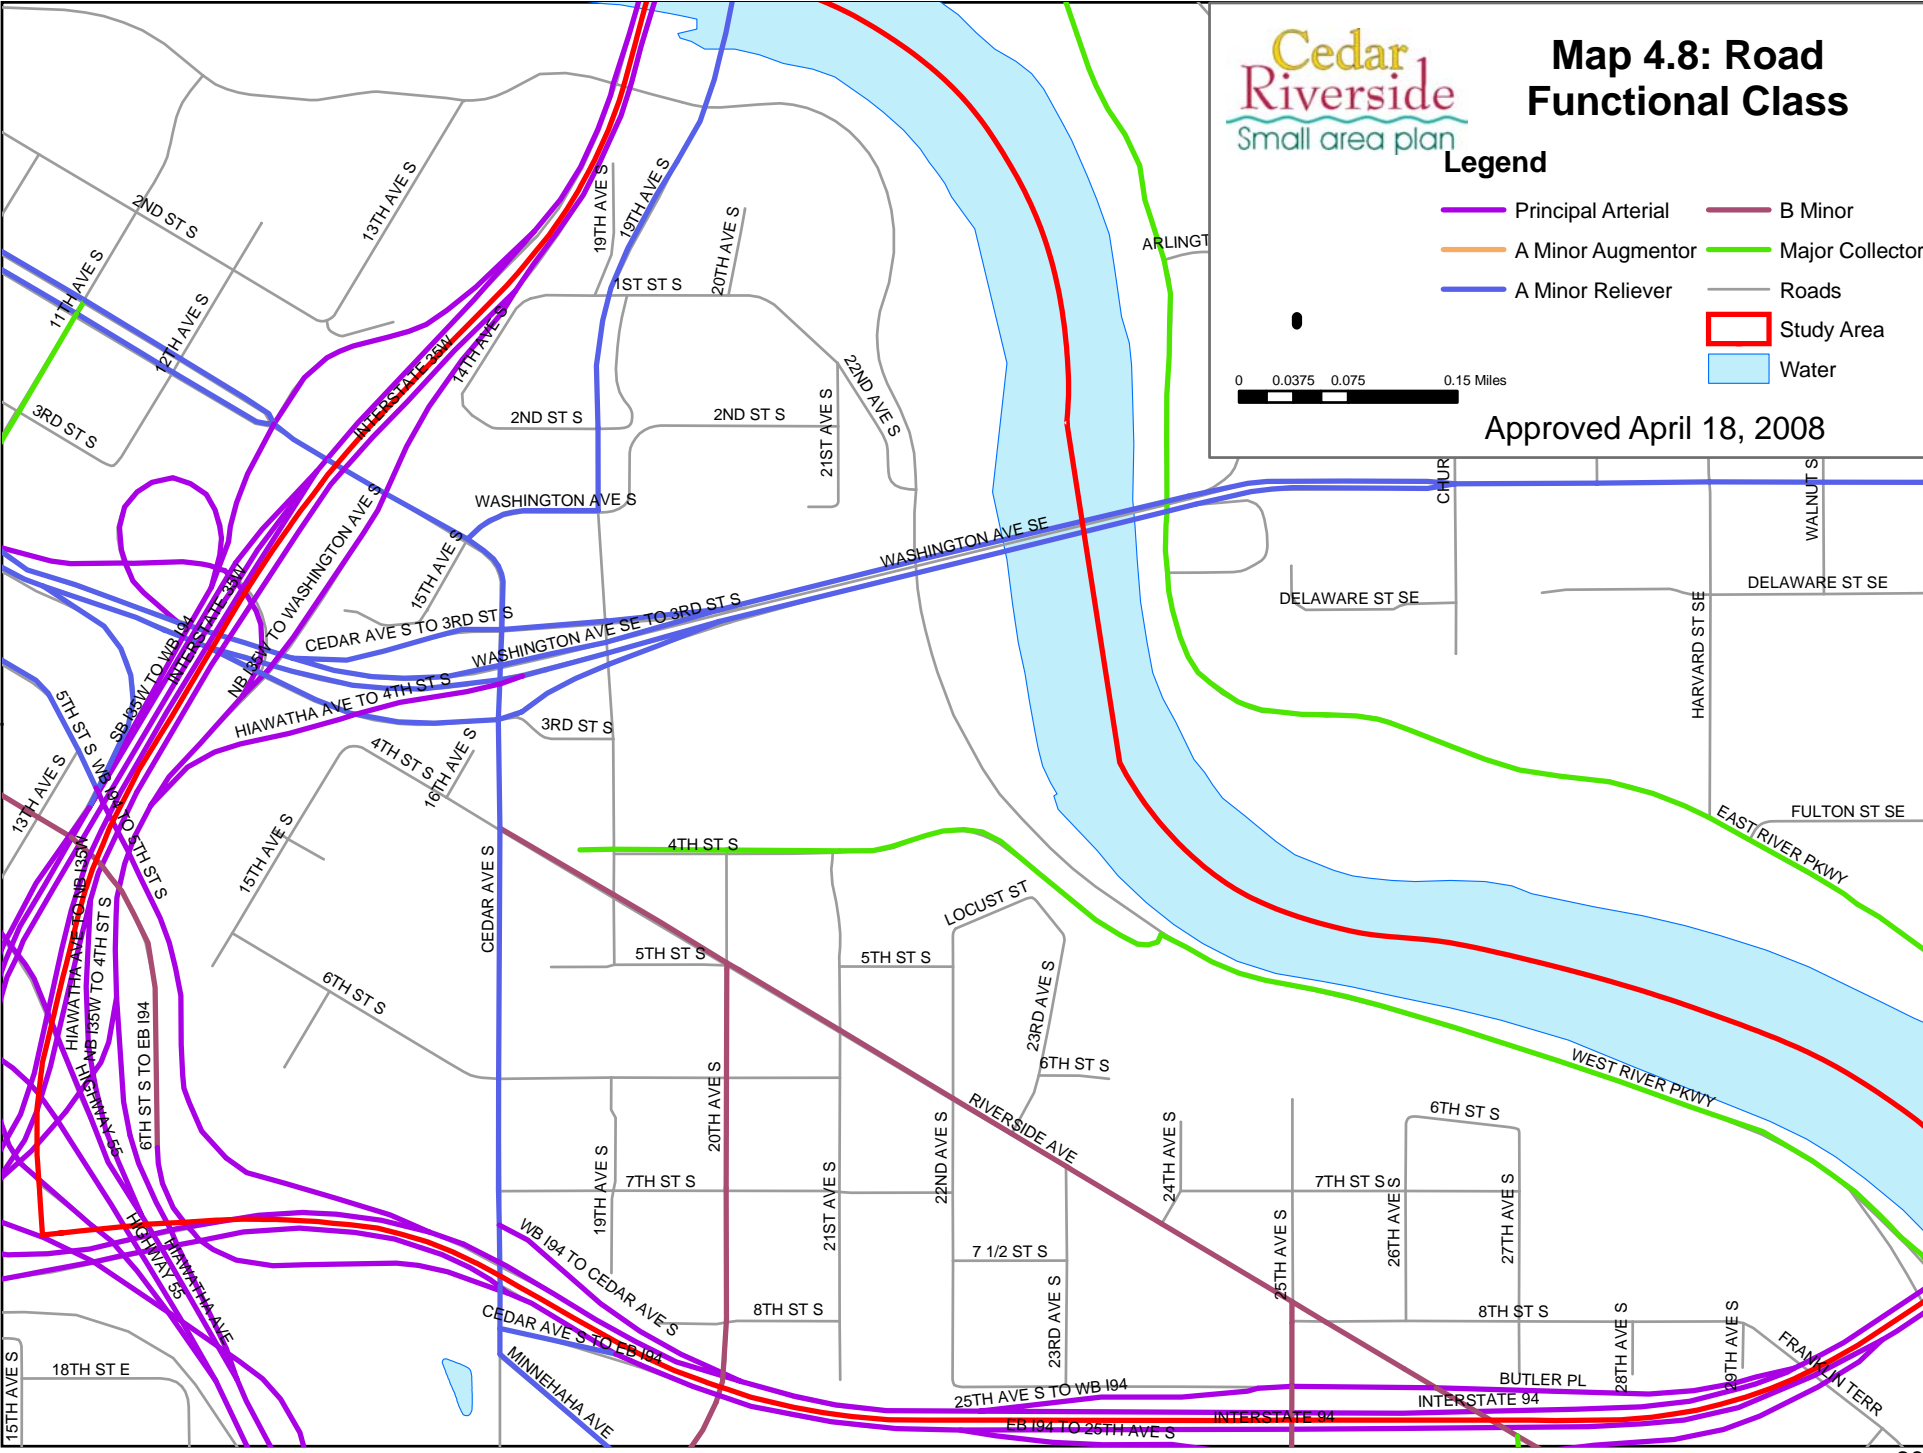 Cedar
Riverside
Small area plan
Map 4.8: Road
Functional Class
Legend
Principal Arterial
A Minor Augmentor
A Minor Reliever
B Minor
Major Collector
Roads
Study Area
Water
0 0.0375 0.075 0.15 Miles
Approved April 18, 2008
2ND ST S
13TH AVE S
11TH AVE S
12TH AVE S
3RD ST S
19TH AVE S
19TH AVE S
20TH AVE S
1ST ST S
INTERSTATE 35W
14TH AVE S
22ND AVE S
21ST AVE S
2ND ST S
2ND ST S
WASHINGTON AVE S
15TH AVE S
NB I35W TO WASHINGTON AVE S
WASHINGTON AVE SE
ARLINGT
CHUR
WALNUT S
DELAWARE ST SE
DELAWARE ST SE
HARVARD ST SE
FULTON ST SE
EAST RIVER PKWY
CEDAR AVE S TO 3RD ST S
WASHINGTON AVE SE TO 3RD ST S
HIAWATHA AVE TO 4TH ST S
SB I35W TO WB I94
INTERSTATE 35W
5TH ST S
WB I94 TO 5TH ST S
13TH AVE S
3RD ST S
4TH ST S
16TH AVE S
15TH AVE S
CEDAR AVE S
4TH ST S
LOCUST ST
5TH ST S
5TH ST S
6TH ST S
23RD AVE S
6TH ST S
HIAWATHA AVE TO NB I35W
NB I35W TO 4TH ST S
6TH ST S TO EB I94
HIGHWAY 55
20TH AVE S
RIVERSIDE AVE
WEST RIVER PKWY
22ND AVE S
24TH AVE S
6TH ST S
19TH AVE S
7TH ST S
21ST AVE S
7TH ST S
26TH AVE S
27TH AVE S
25TH AVE S
7 1/2 ST S
HIGHWAY 55
HIAWATHA AVE
WB I94 TO CEDAR AVE S
CEDAR AVE S TO EB I94
8TH ST S
23RD AVE S
8TH ST S
28TH AVE S
29TH AVE S
FRANKLIN TERR
MINNEHAHA AVE
15TH AVE S
18TH ST E
25TH AVE S TO WB I94
EB I94 TO 25TH AVE S
INTERSTATE 94
INTERSTATE 94
BUTLER PL